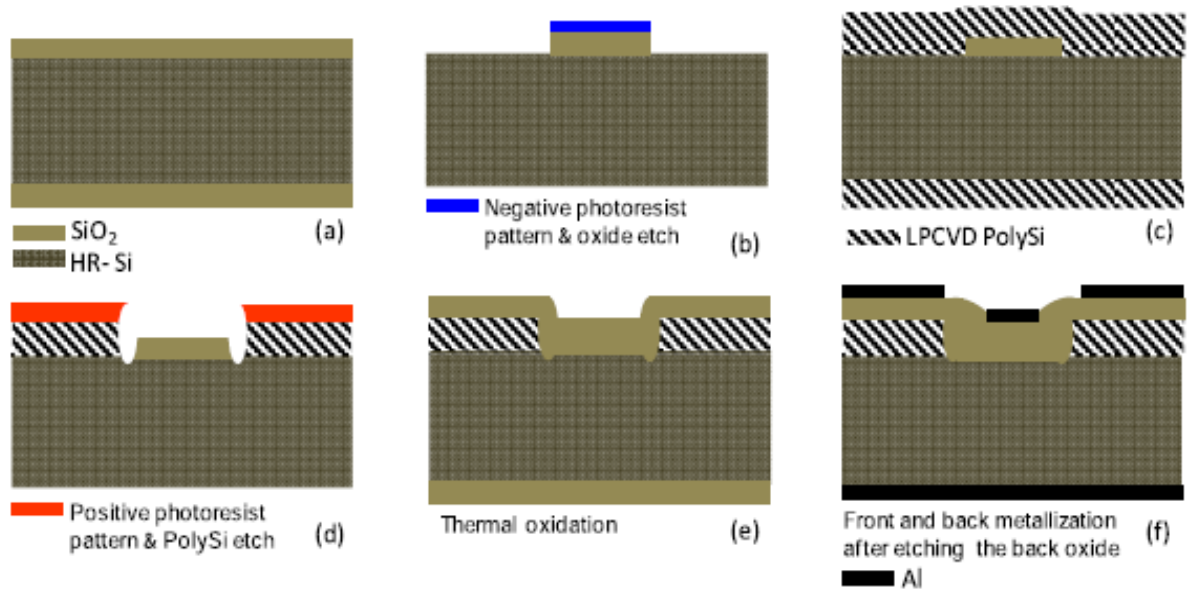 SiO2
HR- Si
(a)
Negative photoresist
pattern & oxide etch
(b)
LPCVD PolySi
(c)
Positive photoresist
pattern & PolySi etch
(d)
Thermal oxidation
(e)
Front and back metallization
after etching the back oxide
Al
(f)